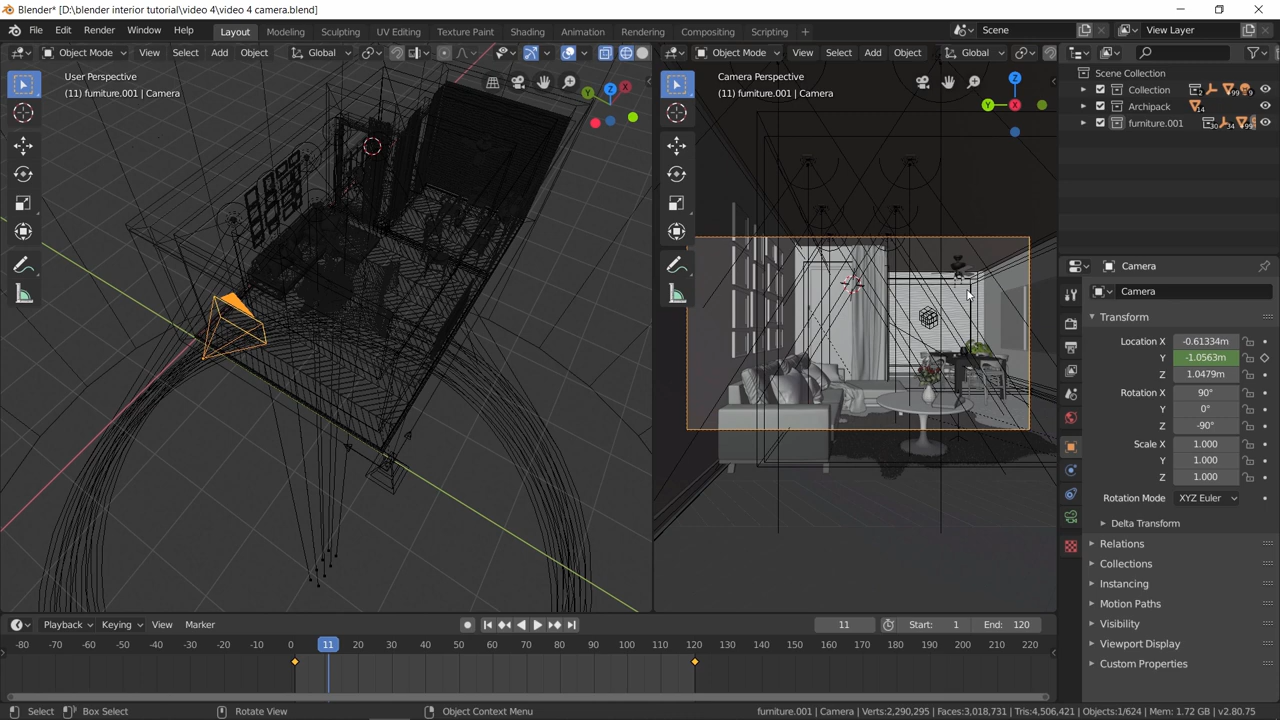 Blender* [D:\blender interior tutorial\video 4\video 4 camera.blend]
File Edit Render Window Help Layout Modeling Sculpting UV Editing Texture Paint Shading Animation Rendering Compositing Scripting + Scene View Layer
Object Mode View Select Add Object Global
Object Mode View Select Add Object Global
User Perspective
(11) furniture.001 | Camera
Camera Perspective
(11) furniture.001 | Camera
Z
Y
X
Z
Y
X
Scene Collection
Collection
Archipack 14
furniture.001
Camera
Camera
Transform
Location X -0.61334m
Y -1.0563m
Z 1.0479m
Rotation X 90°
Y 0°
Z -90°
Scale X 1.000
Y 1.000
Z 1.000
Rotation Mode XYZ Euler
Delta Transform
Relations
Collections
Instancing
Motion Paths
Visibility
Viewport Display
Custom Properties
Playback Keying View Marker 11 Start: 1 End: 120
-80 -70 -60 -50 -40 -30 -20 -10 0 11 20 30 40 50 60 70 80 90 100 110 120 130 140 150 160 170 180 190 200 210 220
Select Box Select Rotate View Object Context Menu furniture.001 | Camera | Verts:2,290,295 | Faces:3,018,731 | Tris:4,506,421 | Objects:1/624 | Mem: 1.72 GB | v2.80.75